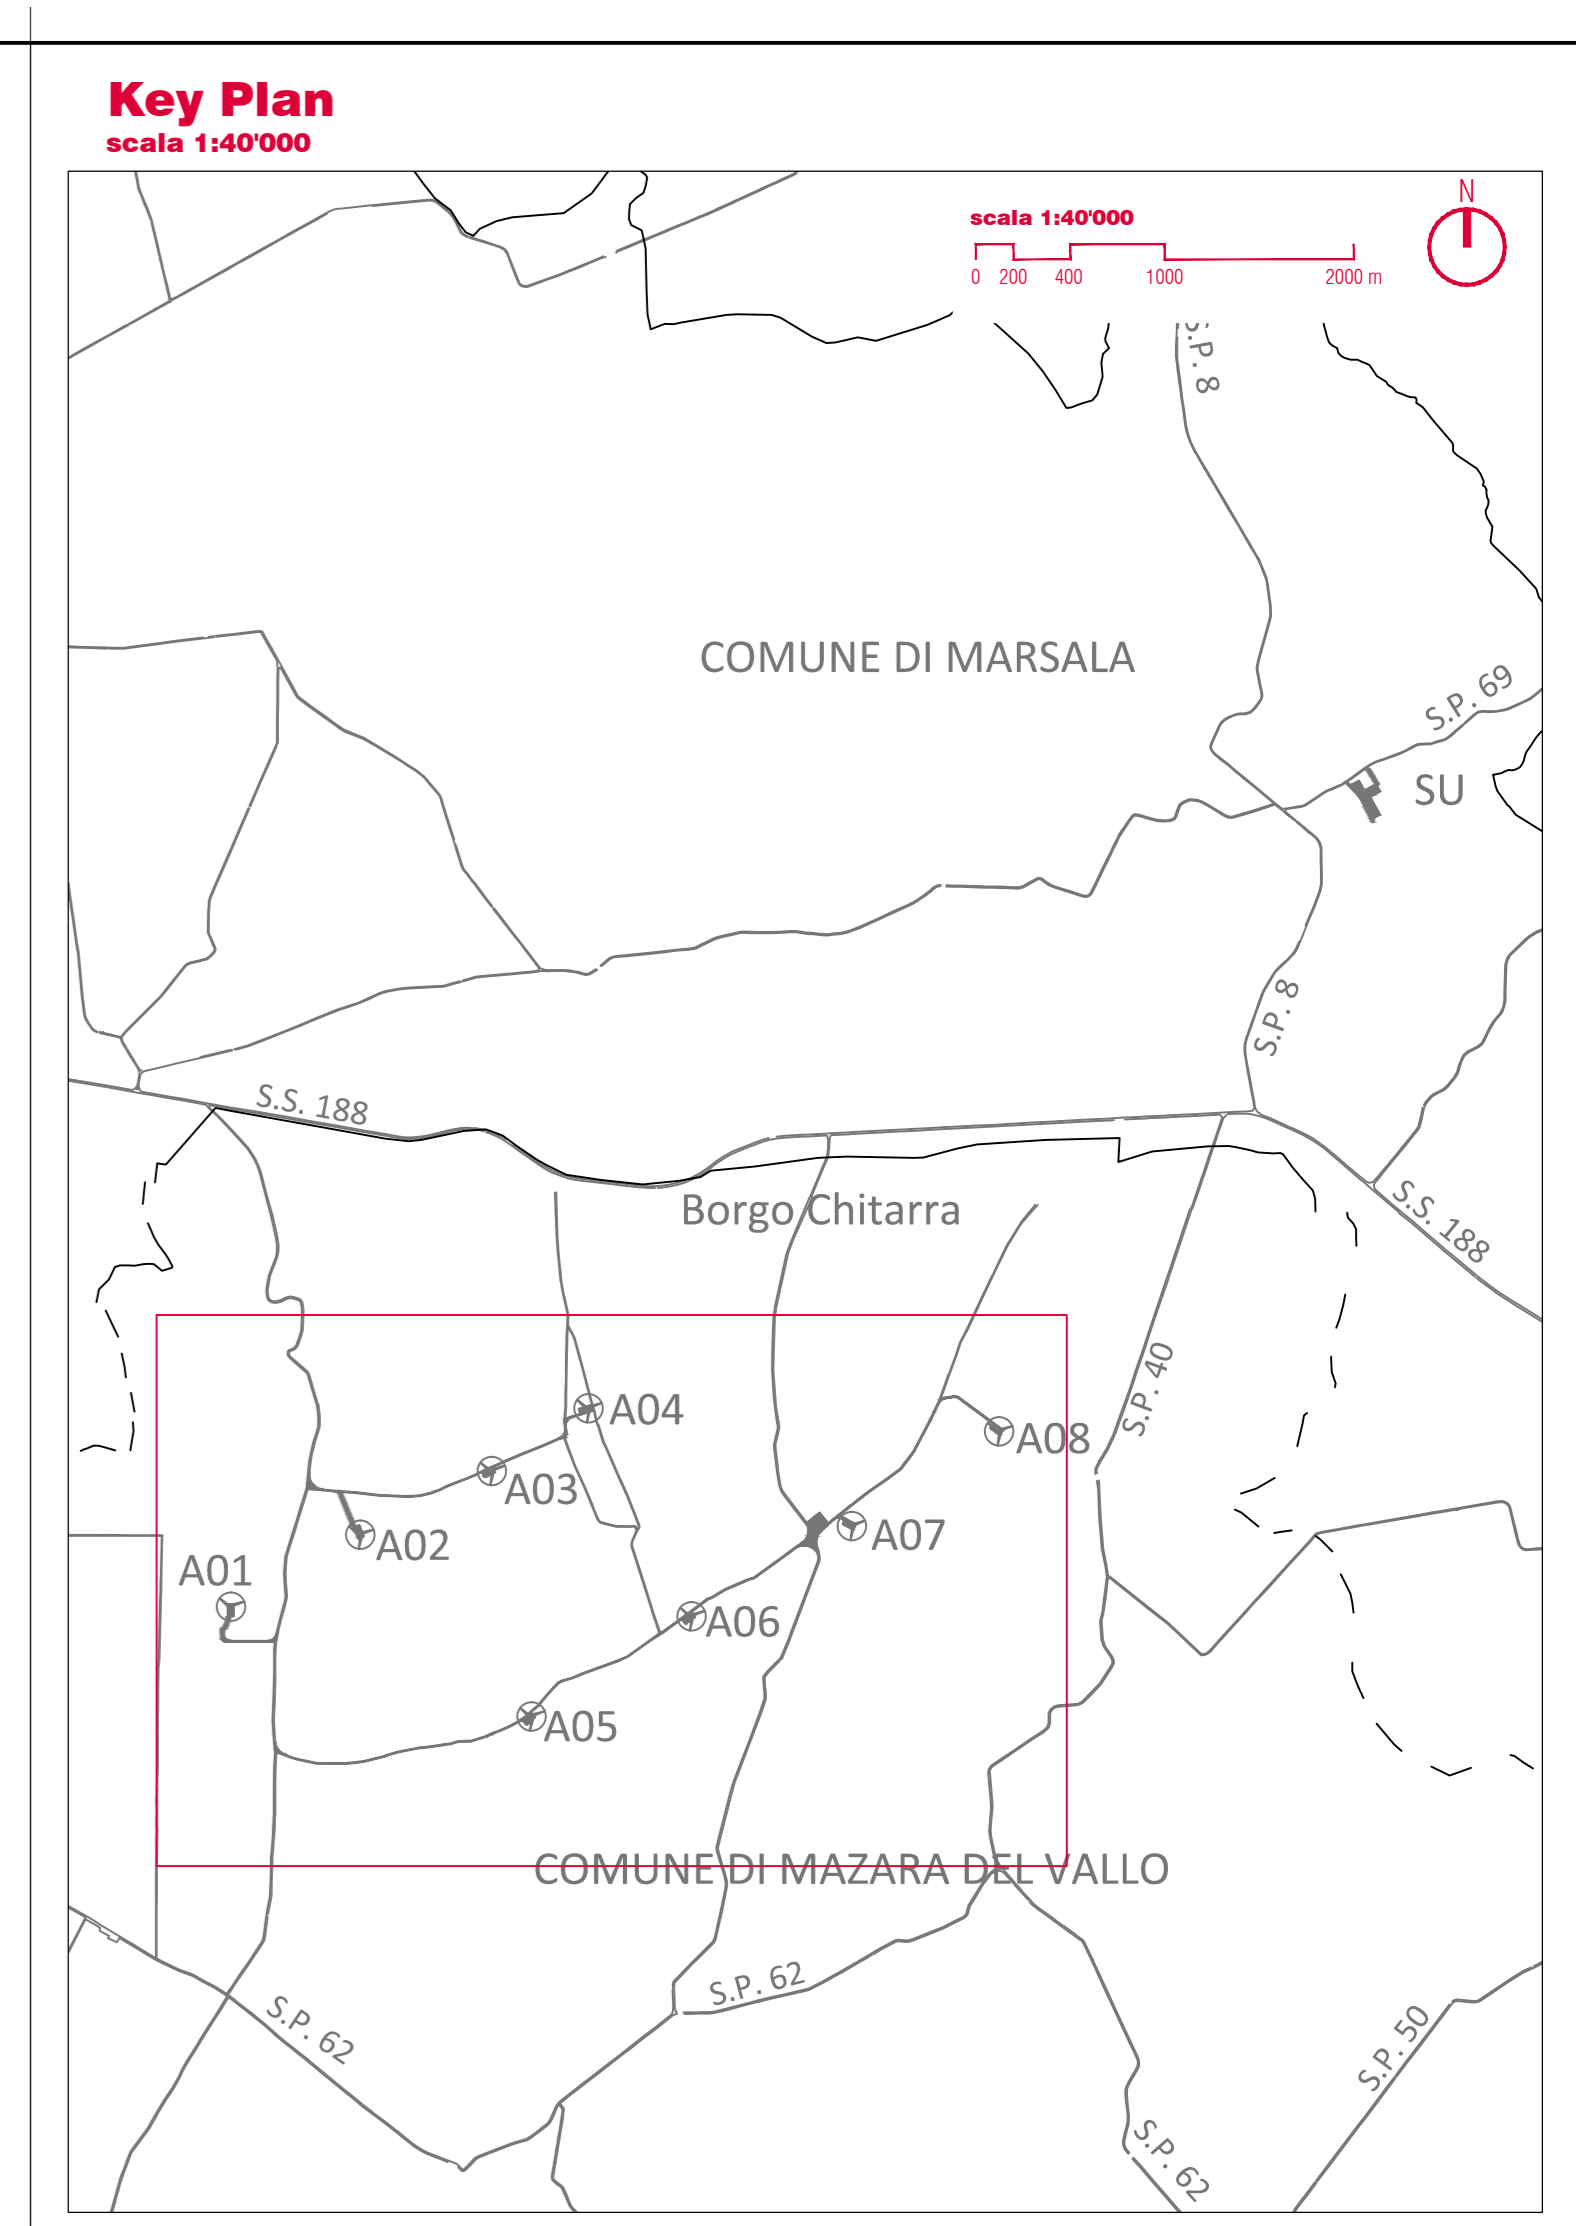 Key Plan
scala 1:40'000
N
scala 1:40'000
0 200 400 1000 2000 m
S.P. 8
COMUNE DI MARSALA
S.P. 69
SU
S.P. 8
S.S. 188
Borgo Chitarra
S.S. 188
S.P. 40
A04
A08
A03
A07
A02
A01
A06
A05
COMUNE DI MAZARA DEL VALLO
S.P. 62
S.P. 62
S.P. 50
S.P. 62